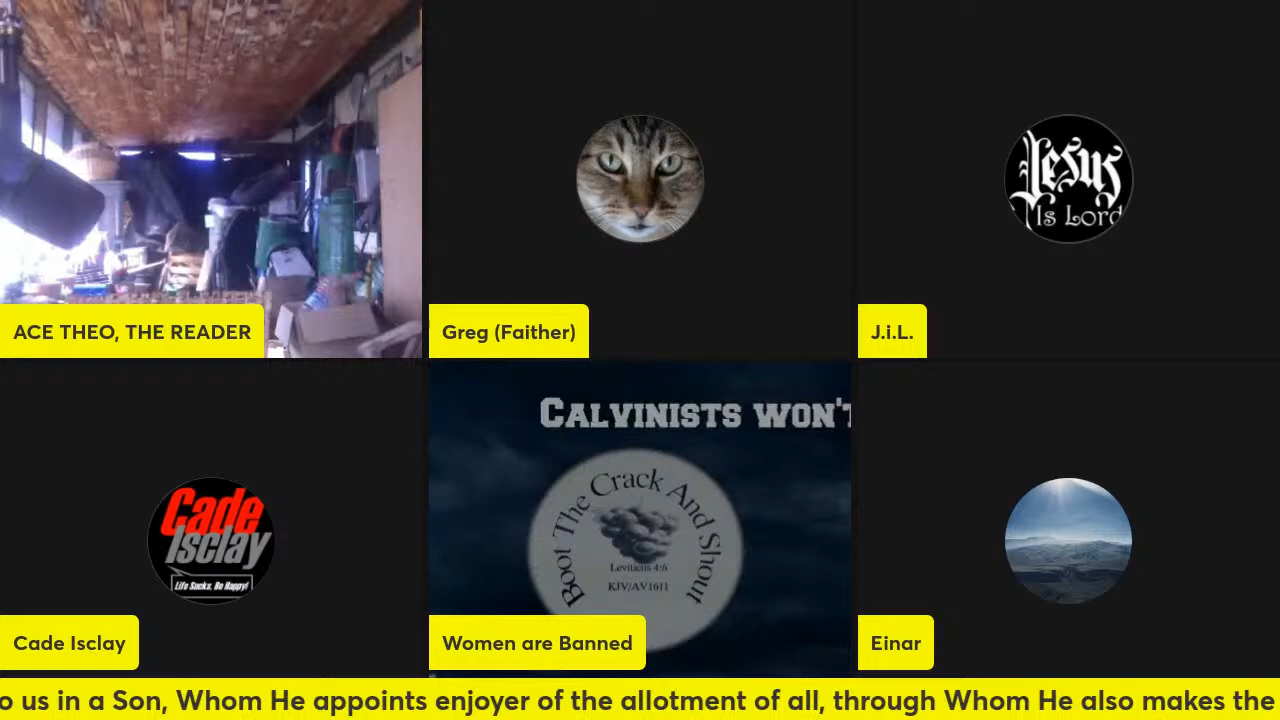 ACE THEO, THE READER
Greg (Faither)
Jesus
Is Lord
J.i.L.
Cade
Isclay
Life Sucks. Be Happy!
Cade Isclay
CALVINISTS WON'T
Boot The Crack And Shout
Leviticus 4:6
KJV/AV1611
Women are Banned
Einar
o us in a Son, Whom He appoints enjoyer of the allotment of all, through Whom He also makes the